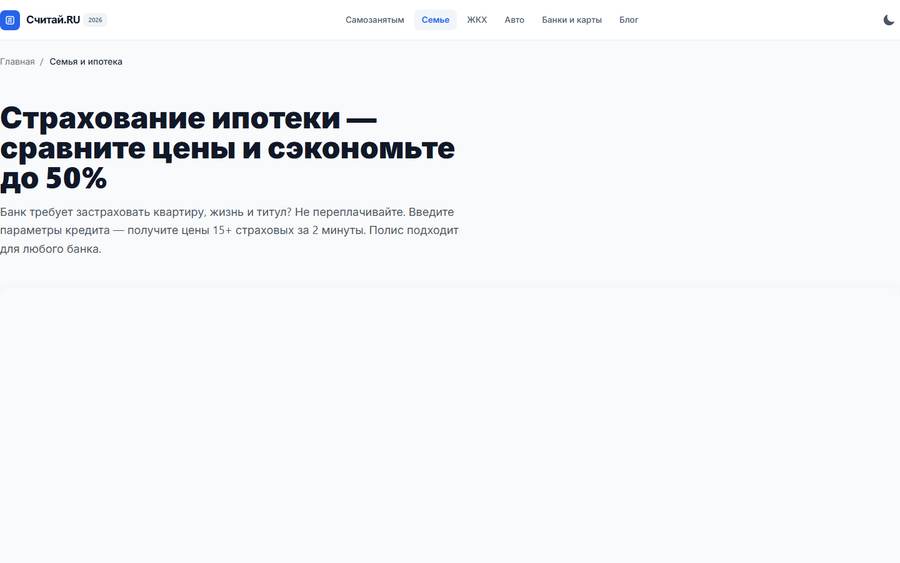 Считай.RU 2026 Самозанятым Семье ЖКХ Авто Банки и карты Блог
Главная / Семья и ипотека
Страхование ипотеки —
сравните цены и сэкономьте
до 50%
Банк требует застраховать квартиру, жизнь и титул? Не переплачивайте. Введите
параметры кредита — получите цены 15+ страховых за 2 минуты. Полис подходит
для любого банка.